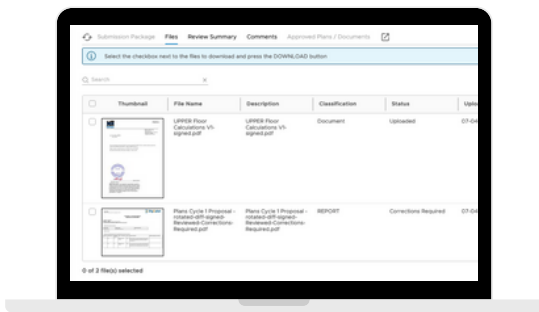 Submission Package Files Review Summary Comments Approved Plans / Documents
Select the checkbox next to the files to download and press the DOWNLOAD button
Search
Thumbnail File Name Description Classification Status
UPPER Floor UPPER Floor Document Uploaded 07-04
Calculations V1- Calculations V1-
signed.pdf signed.pdf
Plans Cycle 1 Proposal - Plans Cycle 1 Proposal - REPORT Corrections Required 07-04
rotated-diff-signed- rotated-diff-signed-
Reviewed-Corrections- Reviewed-Corrections-
Required.pdf Required.pdf
0 of 2 file(s) selected